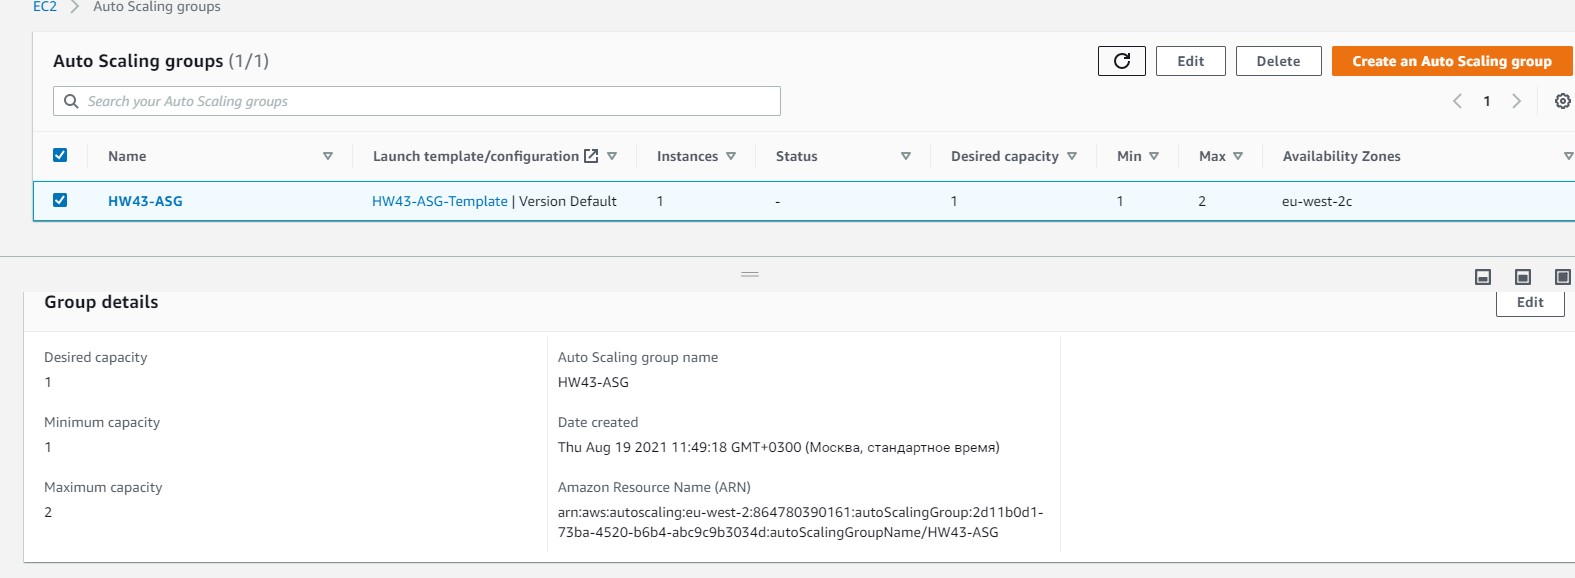 EC2 > Auto Scaling groups
Auto Scaling groups (1/1)
Edit
Delete
Create an Auto Scaling group
Search your Auto Scaling groups
1
Name
Launch template/configuration
Instances
Status
Desired capacity
Min
Max
Availability Zones
HW43-ASG
HW43-ASG-Template | Version Default
1
-
1
1
2
eu-west-2c
Group details
Edit
Desired capacity
1
Minimum capacity
1
Maximum capacity
2
Auto Scaling group name
HW43-ASG
Date created
Thu Aug 19 2021 11:49:18 GMT+0300 (Москва, стандартное время)
Amazon Resource Name (ARN)
arn:aws:autoscaling:eu-west-2:864780390161:autoScalingGroup:2d11b0d1-
73ba-4520-b6b4-abc9c9b3034d:autoScalingGroupName/HW43-ASG